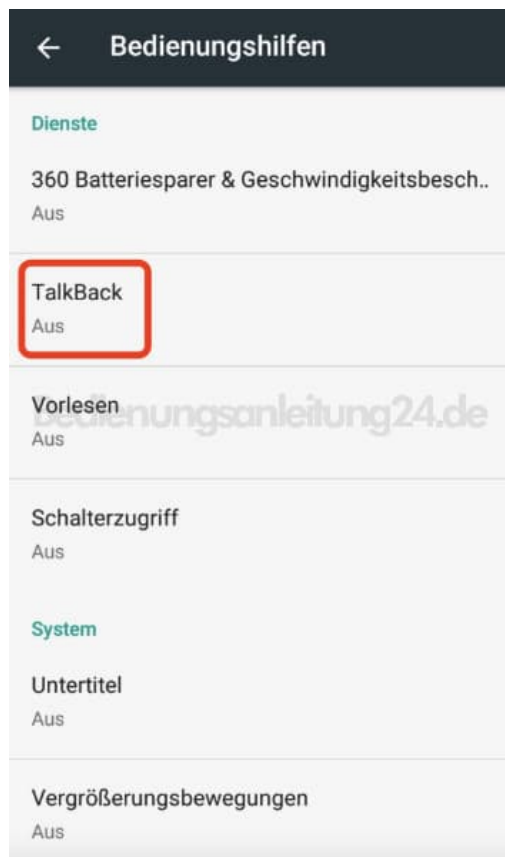 Bedienungshilfen
Dienste
360 Batteriesparer & Geschwindigkeitsbesch..
Aus
TalkBack
Aus
Vorlesen
bedienungsanleitung24.de
Aus
Schalterzugriff
Aus
System
Untertitel
Aus
Vergrößerungsbewegungen
Aus